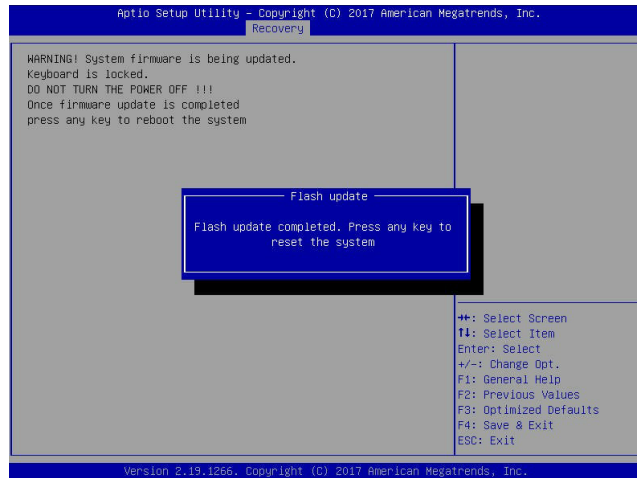 Aptio Setup Utility – Copyright (C) 2017 American Megatrends, Inc.
Recovery
WARNING! System firmware is being updated.
Keyboard is locked.
DO NOT TURN THE POWER OFF !!!
Once firmware update is completed
press any key to reboot the system
Flash update
Flash update completed. Press any key to
reset the system
→←: Select Screen
↑↓: Select Item
Enter: Select
+/-: Change Opt.
F1: General Help
F2: Previous Values
F3: Optimized Defaults
F4: Save & Exit
ESC: Exit
Version 2.19.1266. Copyright (C) 2017 American Megatrends, Inc.